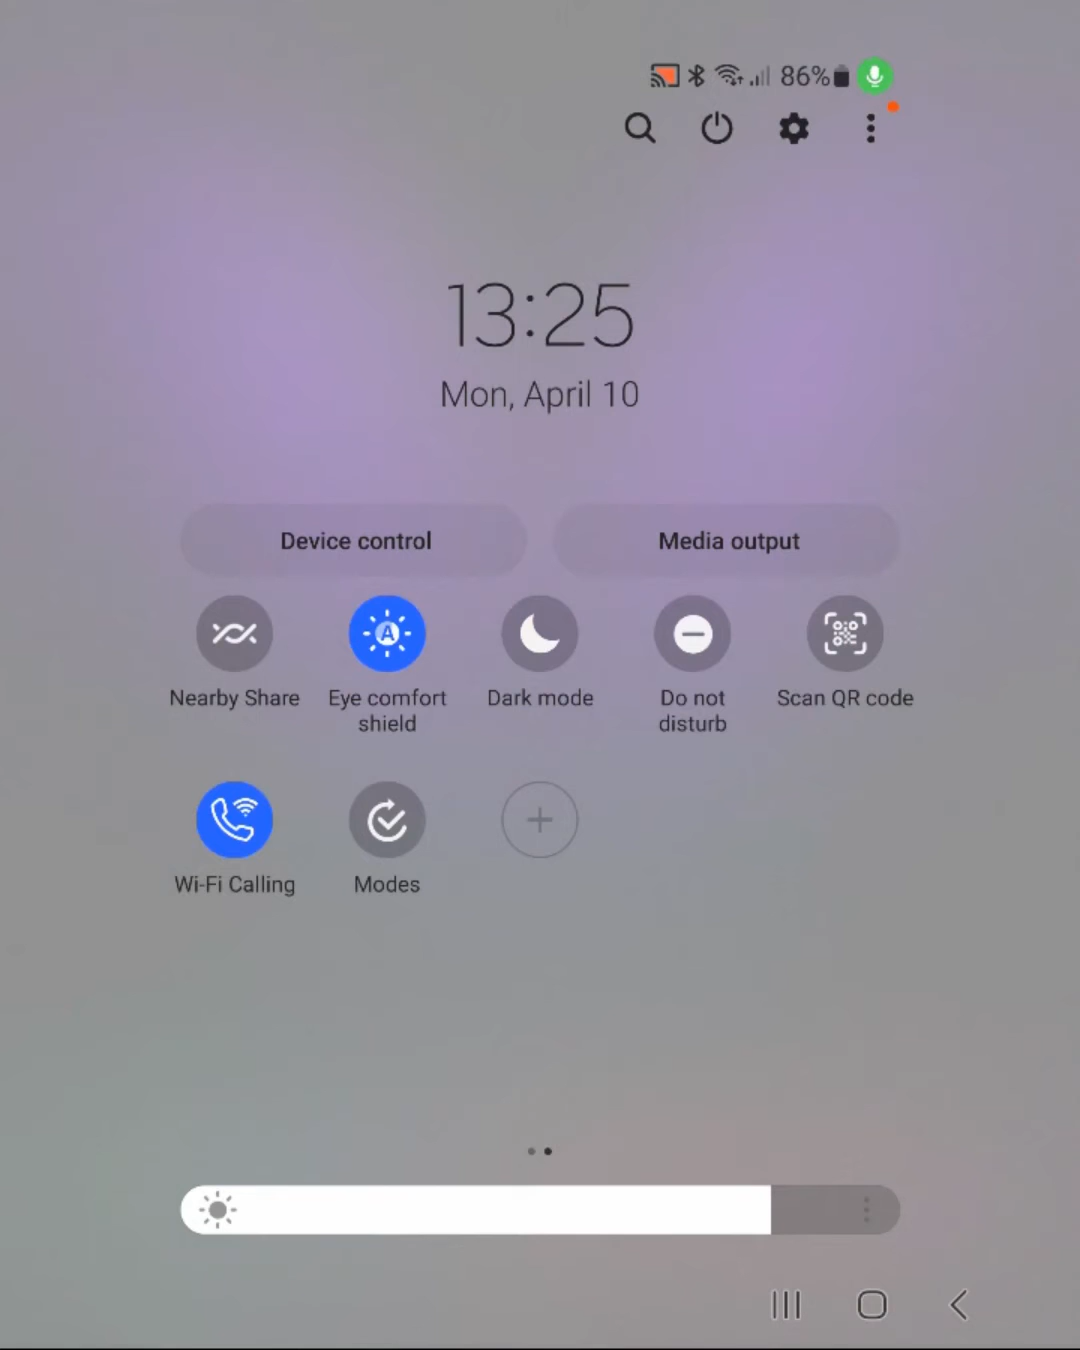 86%
13:25
Mon, April 10
Device control
Media output
Nearby Share
Eye comfort
shield
Dark mode
Do not
disturb
Scan QR code
Wi-Fi Calling
Modes